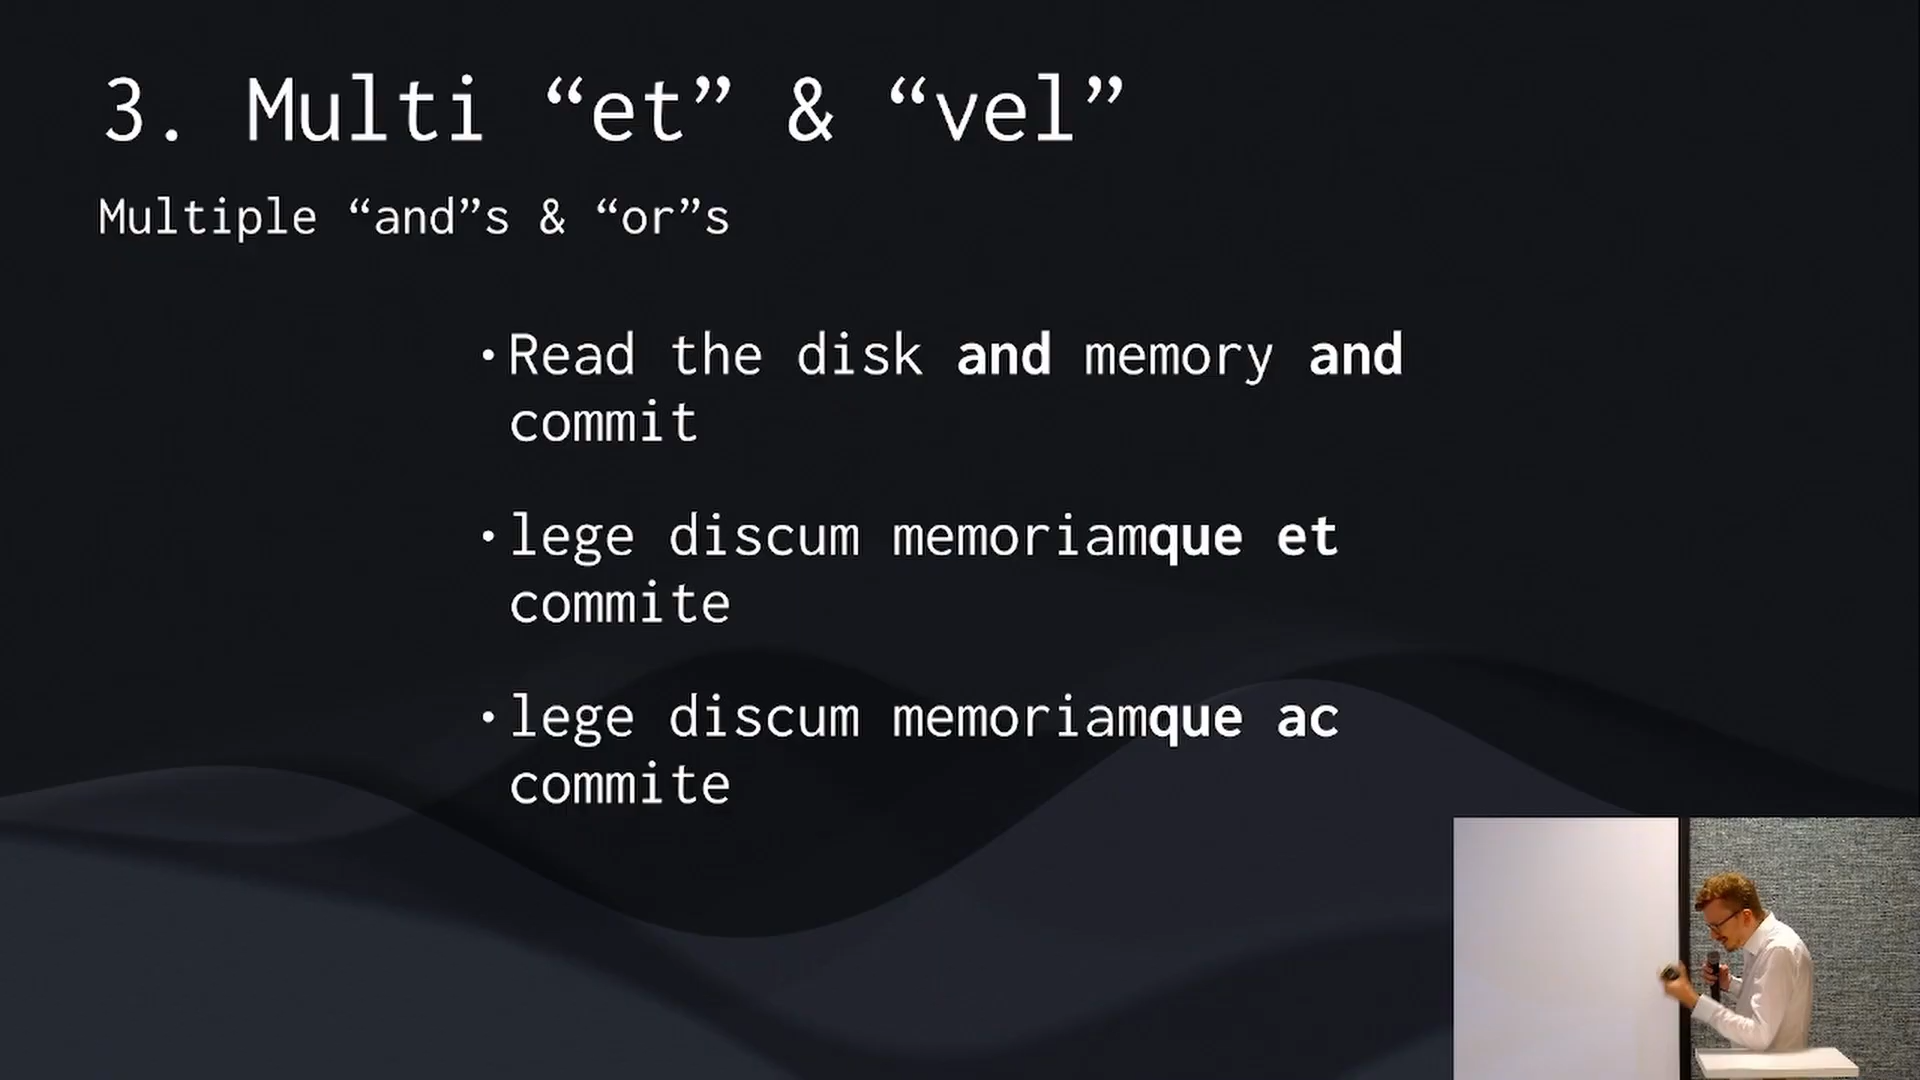 3. Multi “et” & “vel”
Multiple “and”s & “or”s
•Read the disk and memory and
commit
•lege discum memoriamque et
commite
•lege discum memoriamque ac
commite